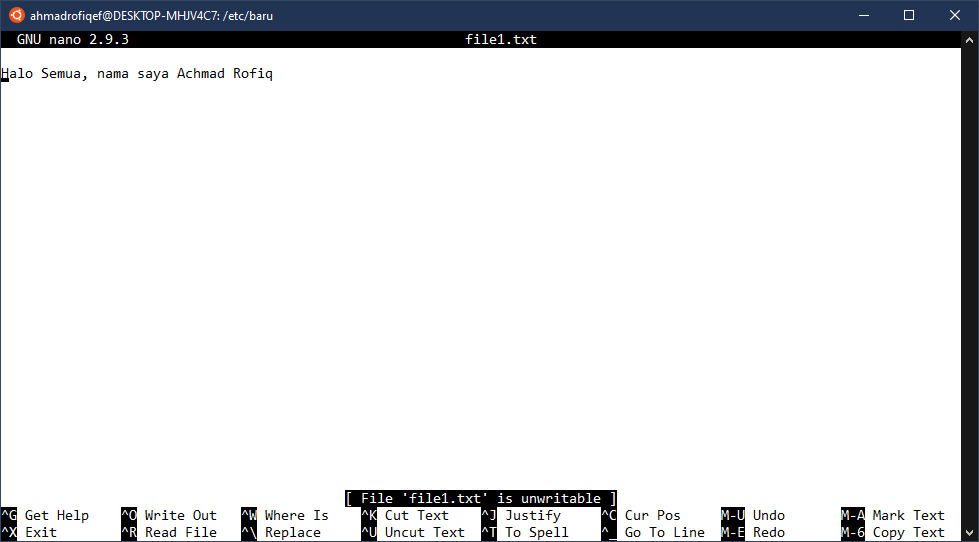 ahmadrofiqef@DESKTOP-MHJV4C7: /etc/baru
GNU nano 2.9.3 file1.txt
Halo Semua, nama saya Achmad Rofiq
[ File 'file1.txt' is unwritable ]
^G Get Help ^O Write Out ^W Where Is ^K Cut Text ^J Justify ^C Cur Pos M-U Undo M-A Mark Text
^X Exit ^R Read File ^\ Replace ^U Uncut Text ^T To Spell ^_ Go To Line M-E Redo M-6 Copy Text